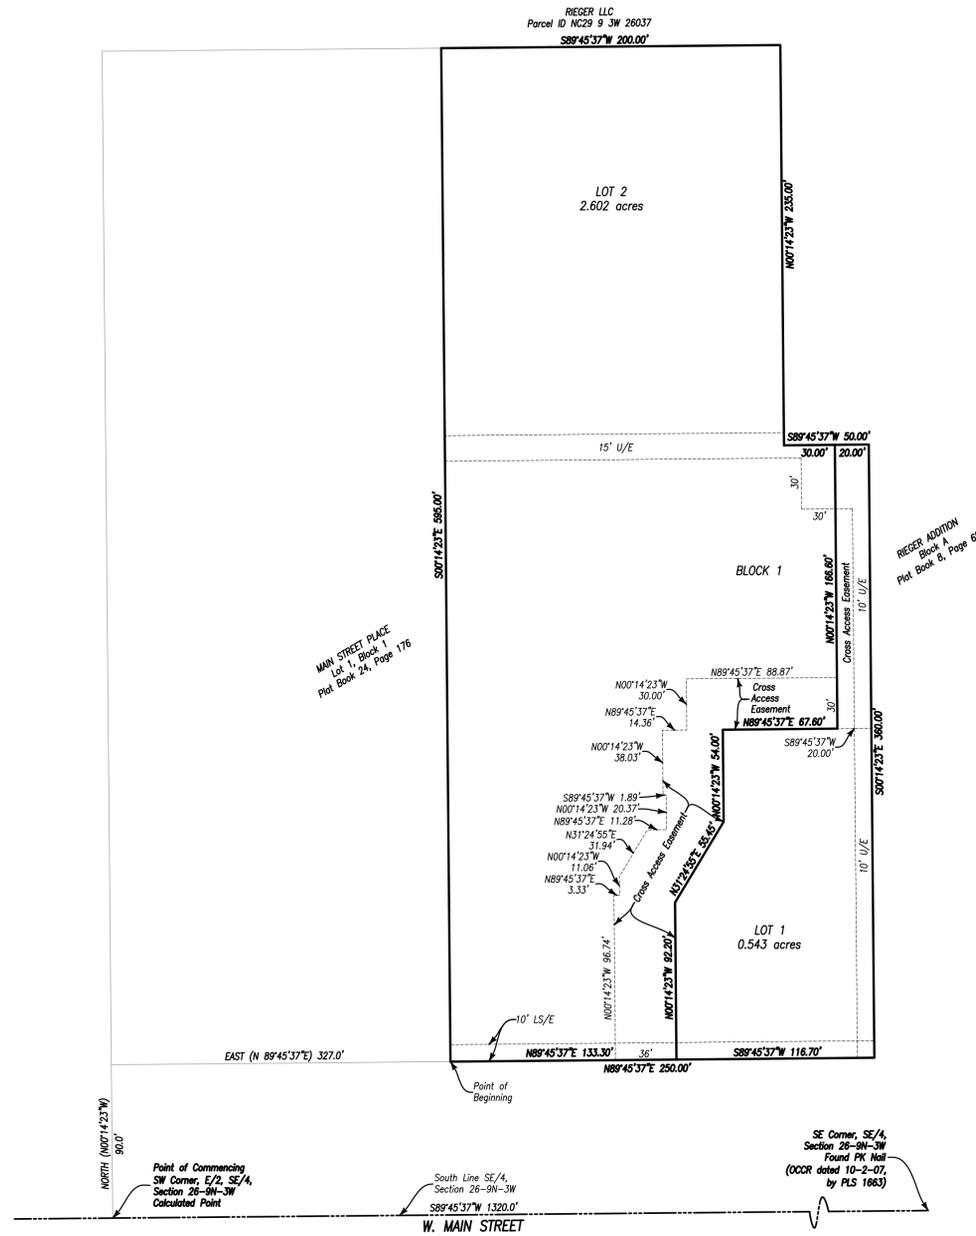 RIEGER LLC
Parcel ID NC29 9 3W 26037
S89°45'37"W 200.00'
LOT 2
2.602 acres
N00°14'23"W 235.00'
S89°45'37"W 50.00'
30.00'
20.00'
15' U/E
30'
30'
S00°14'23"E 595.00'
RIEGER ADDITION
Block A
Plat Book 8, Page
BLOCK 1
N00°14'23"W 166.60'
Cross Access Easement
10' U/E
MAIN STREET PLACE
Lot 1, Block 1
Plat Book 24, Page 176
N89°45'37"E 88.87'
N00°14'23"W
30.00'
Cross
Access
Easement
30'
N89°45'37"E
14.36'
N89°45'37"E 67.60'
S00°14'23"E 360.00'
N00°14'23"W
38.03'
N00°14'23"W 54.00'
S89°45'37"W
20.00'
S89°45'37"W 1.89'
N00°14'23"W 20.37'
N89°45'37"E 11.28'
N31°24'55"E
31.94'
N00°14'23"W
11.06'
N89°45'37"E
3.33'
Cross Access Easement
N31°24'55"E 55.45'
10' U/E
LOT 1
0.543 acres
N00°14'23"W 96.74'
N00°14'23"W 92.20'
10' LS/E
EAST (N 89°45'37"E) 327.0'
N89°45'37"E 133.30'
36'
S89°45'37"W 116.70'
N89°45'37"E 250.00'
Point of
Beginning
NORTH (N00°14'23"W)
90.0'
Point of Commencing
SW Corner, E/2, SE/4,
Section 26-9N-3W
Calculated Point
South Line SE/4,
Section 26-9N-3W
S89°45'37"W 1320.0'
SE Corner, SE/4,
Section 26-9N-3W
Found PK Nail
(OCCR dated 10-2-07,
by PLS 1663)
W. MAIN STREET